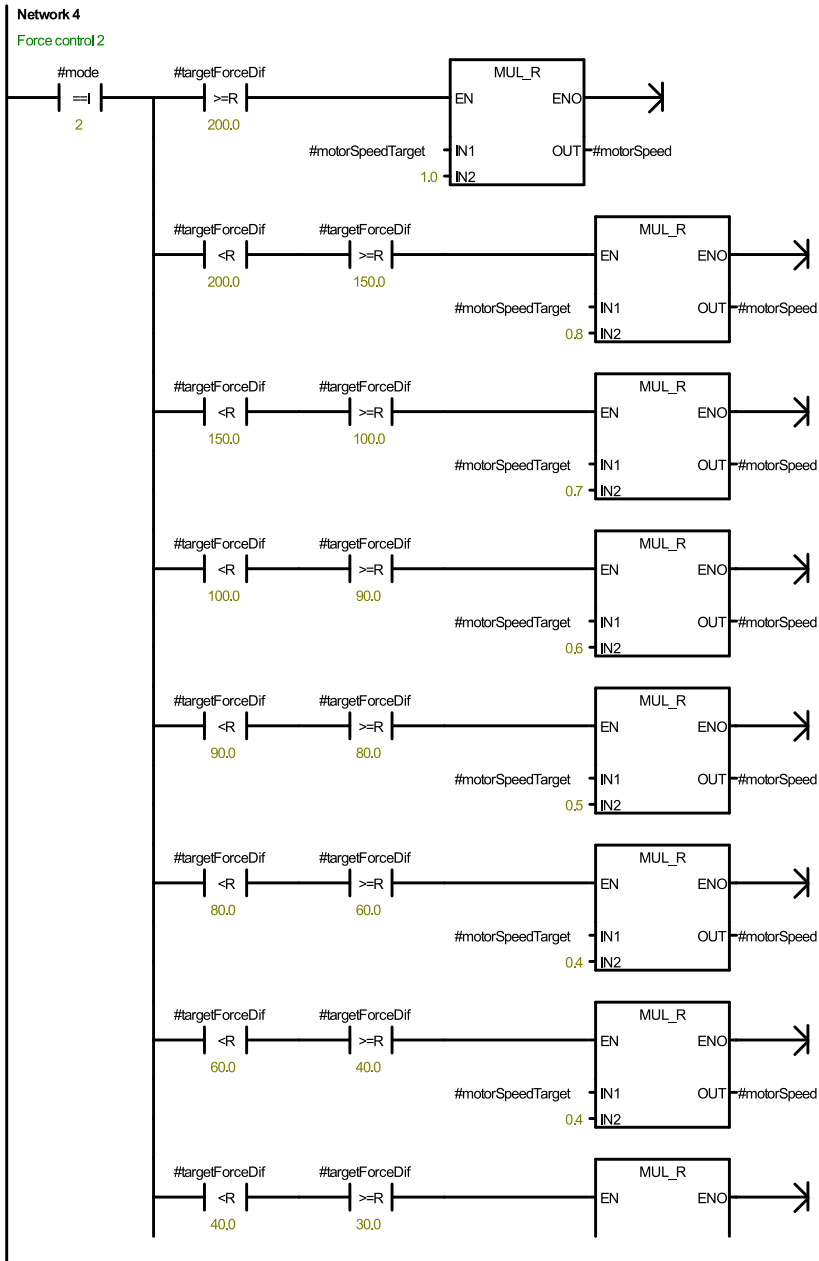 Network 4
Force control 2
#mode #targetForceDif MUL_R
==I >=R EN ENO
2 200.0
#motorSpeedTarget IN1 OUT #motorSpeed
1.0 IN2
#targetForceDif #targetForceDif MUL_R
<R >=R EN ENO
200.0 150.0
#motorSpeedTarget IN1 OUT #motorSpeed
0.8 IN2
#targetForceDif #targetForceDif MUL_R
<R >=R EN ENO
150.0 100.0
#motorSpeedTarget IN1 OUT #motorSpeed
0.7 IN2
#targetForceDif #targetForceDif MUL_R
<R >=R EN ENO
100.0 90.0
#motorSpeedTarget IN1 OUT #motorSpeed
0.6 IN2
#targetForceDif #targetForceDif MUL_R
<R >=R EN ENO
90.0 80.0
#motorSpeedTarget IN1 OUT #motorSpeed
0.5 IN2
#targetForceDif #targetForceDif MUL_R
<R >=R EN ENO
80.0 60.0
#motorSpeedTarget IN1 OUT #motorSpeed
0.4 IN2
#targetForceDif #targetForceDif MUL_R
<R >=R EN ENO
60.0 40.0
#motorSpeedTarget IN1 OUT #motorSpeed
0.4 IN2
#targetForceDif #targetForceDif MUL_R
<R >=R EN ENO
40.0 30.0